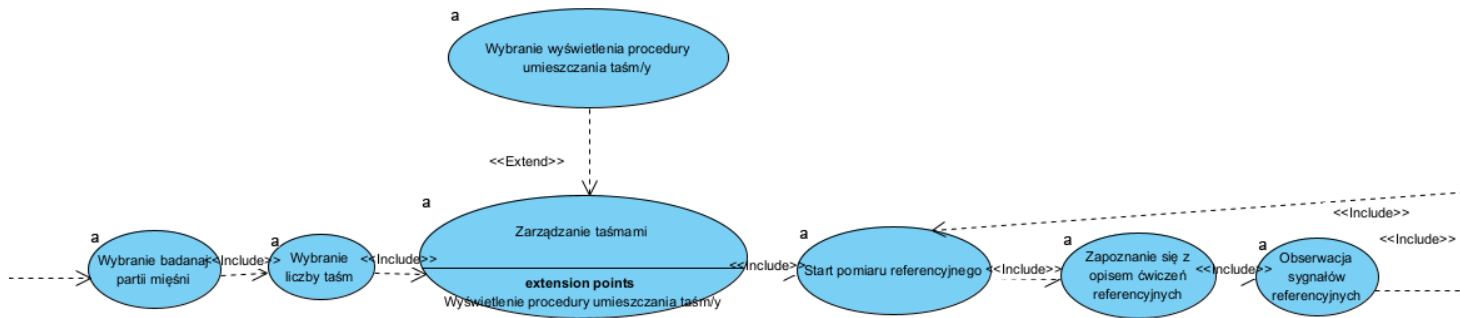 a
Wybranie wyświetlenia procedury
umieszczania taśm/y
<<Extend>>
a
Zarządzanie taśmami
extension points
Wyświetlenie procedury umieszczania taśm/y
a
Wybranie badanaj
partii mięśni
<<Include>>
a
Wybranie
liczby taśm
<<Include>>
<<Include>>
a
Start pomiaru referencyjnego
<<Include>>
a
Zapoznanie się z
opisem ćwiczeń
referencyjnych
<<Include>>
a
Obserwacja
sygnałów
referencyjnych
<<Include>>
<<Include>>